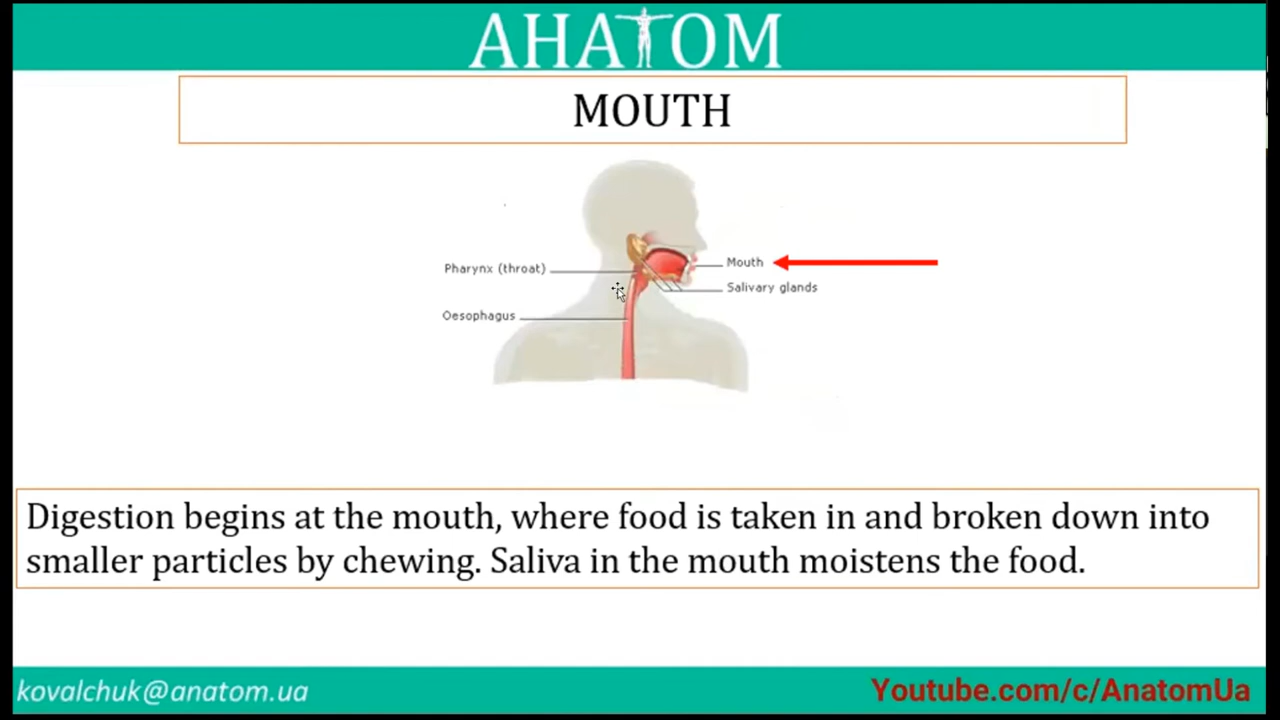 АНАТОМ
MOUTH
Pharynx (throat)
Mouth
Salivary glands
Oesophagus
Digestion begins at the mouth, where food is taken in and broken down into
smaller particles by chewing. Saliva in the mouth moistens the food.
kovalchuk@anatom.ua
Youtube.com/c/AnatomUa